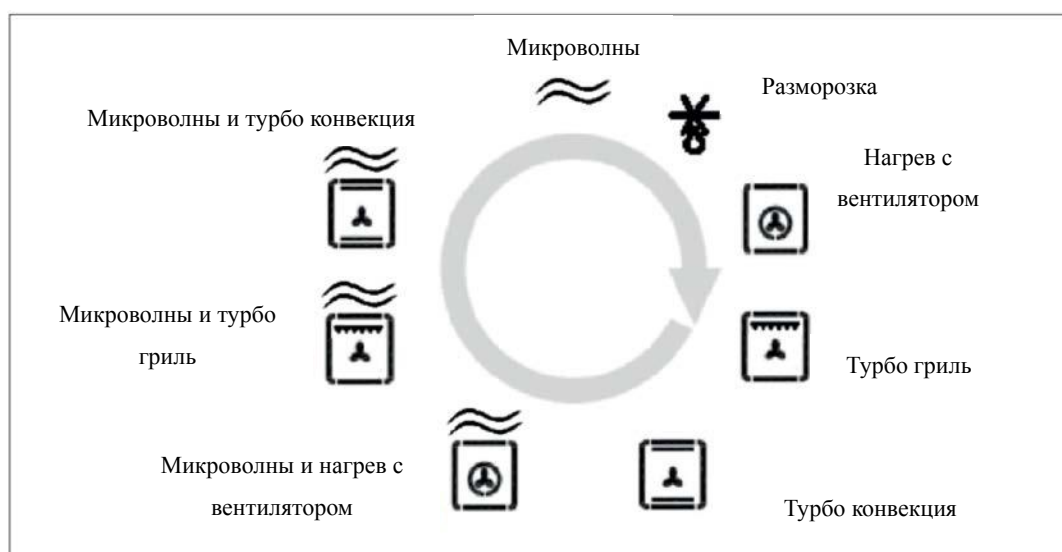 Микроволны
Разморозка
Микроволны и турбо конвекция
Нагрев с
вентилятором
Микроволны и турбо
гриль
Турбо гриль
Микроволны и нагрев с
вентилятором
Турбо конвекция